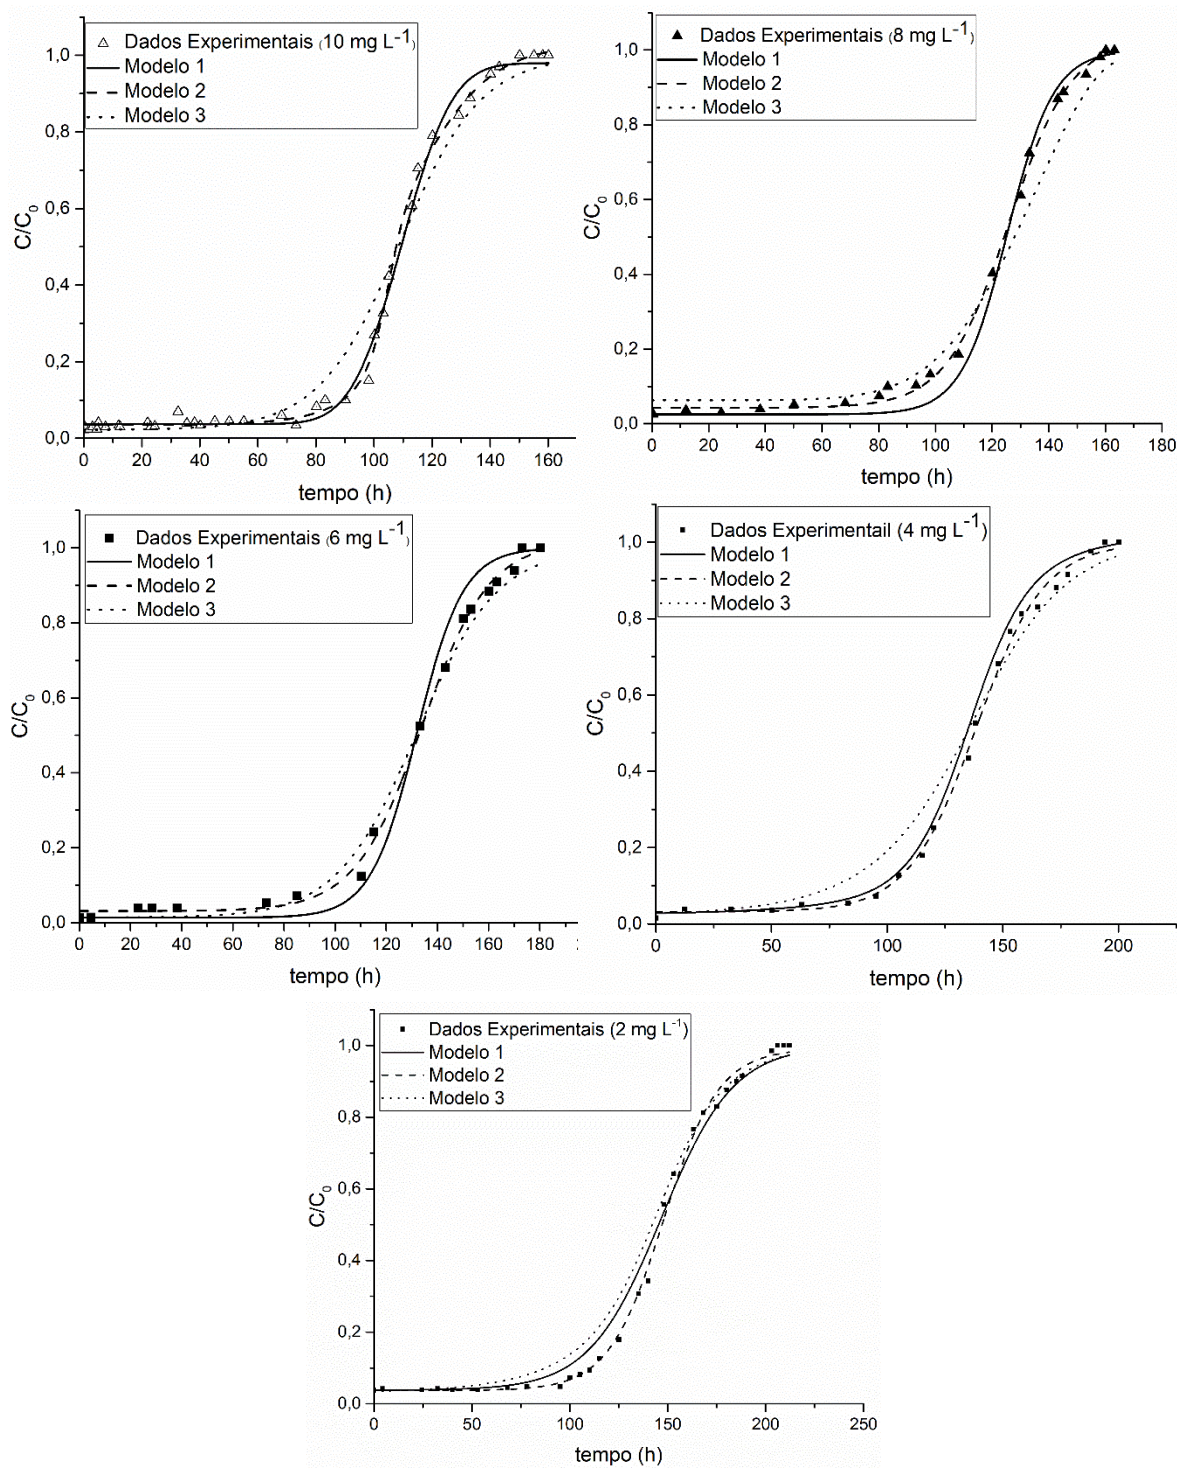 Dados Experimentais (10 mg L-1)
Modelo 1
Modelo 2
Modelo 3
1,0
0,8
0,6
0,4
0,2
0,0
C/C0
0 20 40 60 80 100 120 140 160
tempo (h)
Dados Experimentais (8 mg L-1)
Modelo 1
Modelo 2
Modelo 3
1,0
0,8
0,6
0,4
0,2
0,0
C/C0
0 20 40 60 80 100 120 140 160 180
tempo (h)
Dados Experimentais (6 mg L-1)
Modelo 1
Modelo 2
Modelo 3
1,0
0,8
0,6
0,4
0,2
0,0
C/C0
0 20 40 60 80 100 120 140 160 180
tempo (h)
Dados Experimentail (4 mg L-1)
Modelo 1
Modelo 2
Modelo 3
1,0
0,8
0,6
0,4
0,2
0,0
C/C0
0 50 100 150 200
tempo (h)
Dados Experimentais (2 mg L-1)
Modelo 1
Modelo 2
Modelo 3
1,0
0,8
0,6
0,4
0,2
0,0
C/C0
0 50 100 150 200 250
tempo (h)